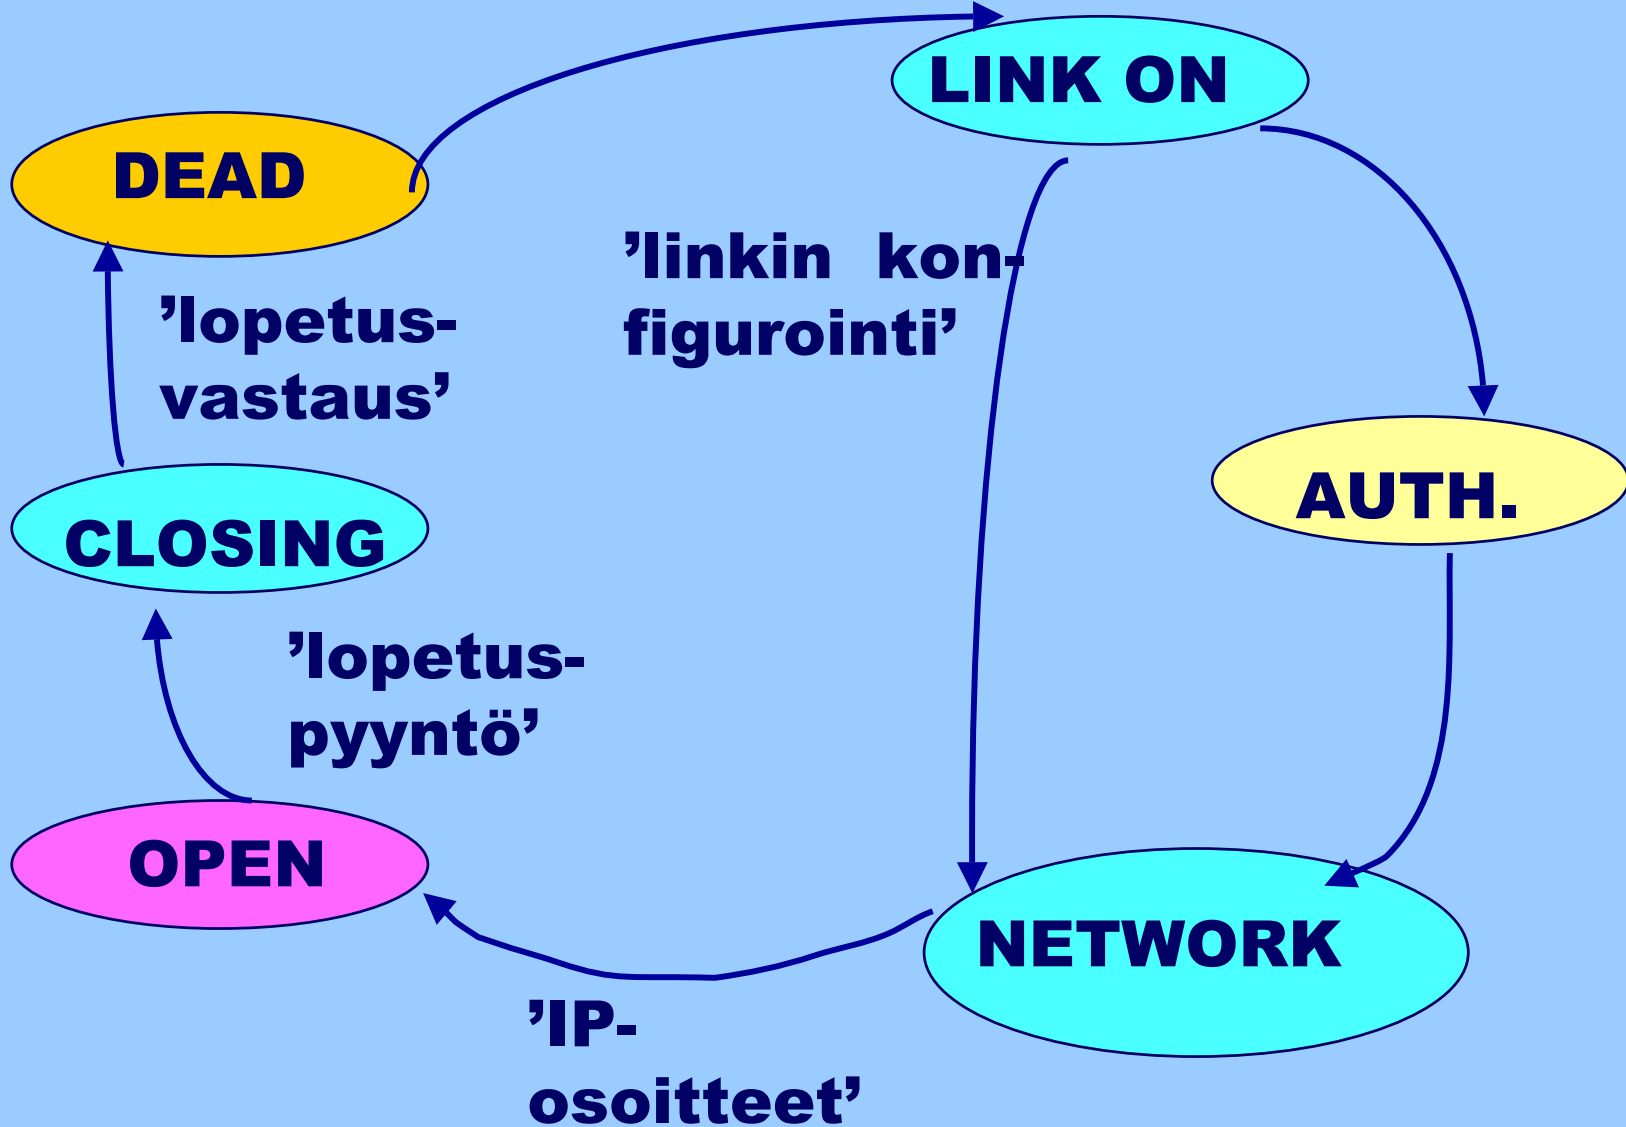 LINK ON
DEAD
’linkin kon-
figurointi’
’lopetus-
vastaus’
AUTH.
CLOSING
’lopetus-
pyyntö’
OPEN
NETWORK
’IP-
osoitteet’